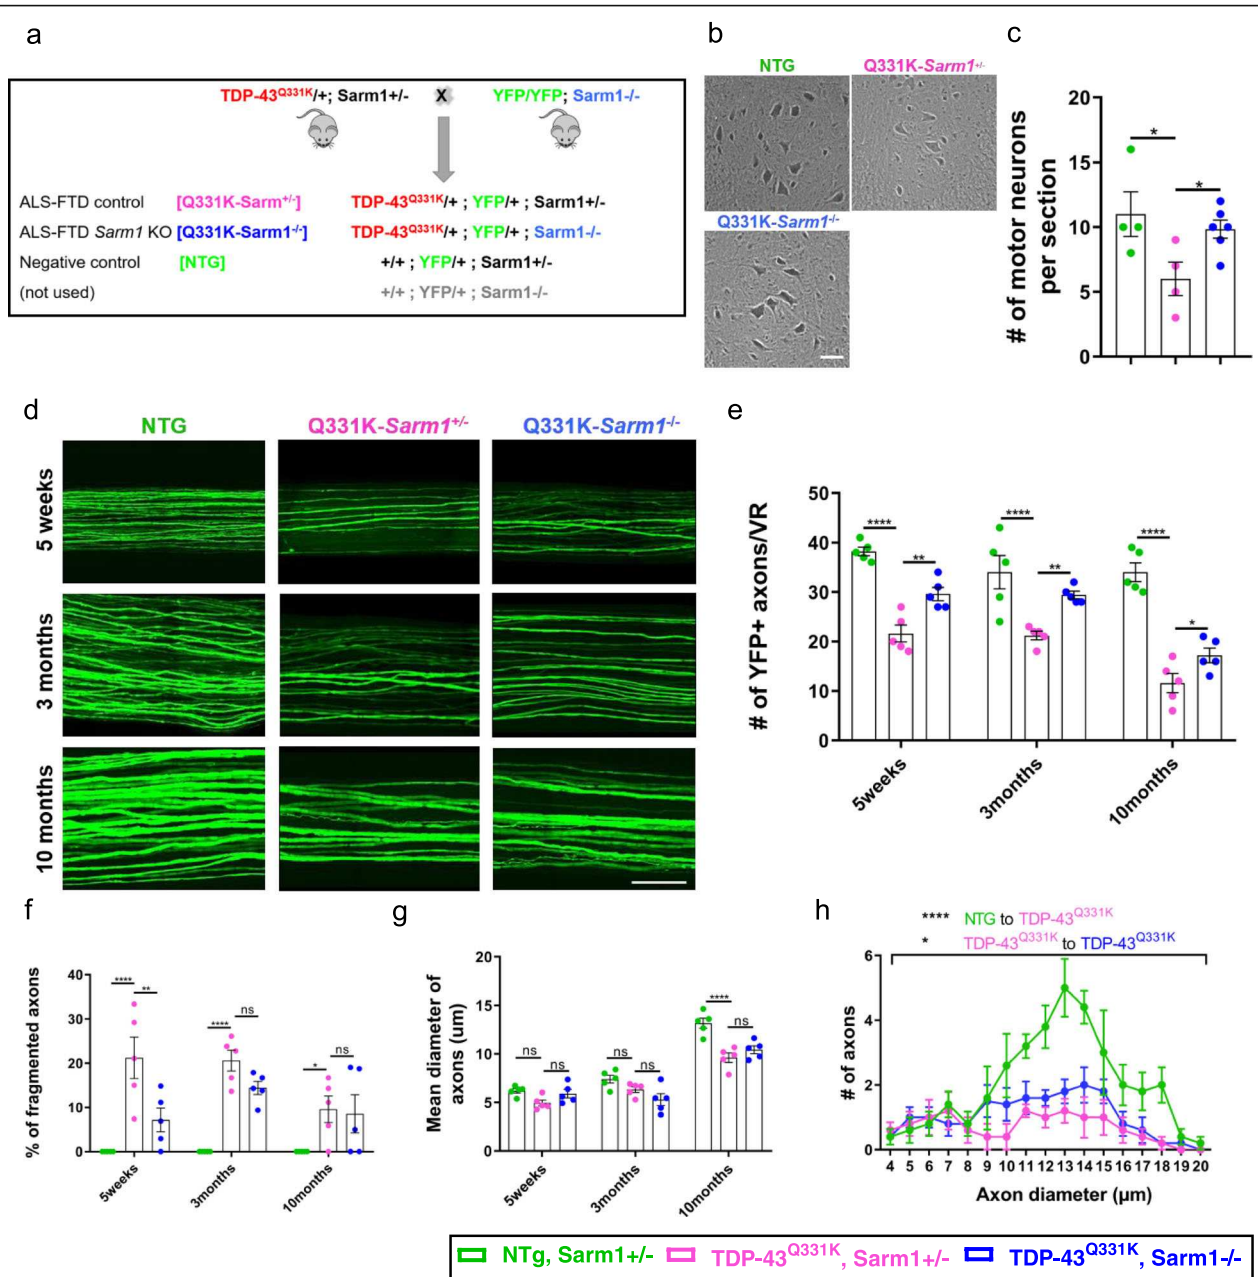 a
TDP-43Q331K/+; Sarm1+/- X YFP/YFP; Sarm1-/-
ALS-FTD control [Q331K-Sarm+/-] TDP-43Q331K/+ ; YFP/+ ; Sarm1+/-
ALS-FTD Sarm1 KO [Q331K-Sarm1-/-] TDP-43Q331K/+ ; YFP/+ ; Sarm1-/-
Negative control [NTG] +/+ ; YFP/+ ; Sarm1+/-
(not used) +/+ ; YFP/+ ; Sarm1-/-
b
NTG Q331K-Sarm1+/-
Q331K-Sarm1-/-
c
# of motor neurons
per section
20
15
10
5
0
*
*
d
NTG Q331K-Sarm1+/- Q331K-Sarm1-/-
5 weeks
3 months
10 months
e
# of YFP+ axons/VR
50
40
30
20
10
0
**** ** **** ** **** *
5weeks 3months 10months
f
% of fragmented axons
40
30
20
10
0
**** ** **** ns * ns
5weeks 3months 10months
g
Mean diameter of
axons (um)
20
15
10
5
0
ns ns ns ns **** ns
5weeks 3months 10months
h
**** NTG to TDP-43Q331K
* TDP-43Q331K to TDP-43Q331K
# of axons
6
4
2
0
4 5 6 7 8 9 10 11 12 13 14 15 16 17 18 19 20
Axon diameter (µm)
NTg, Sarm1+/- TDP-43Q331K, Sarm1+/- TDP-43Q331K, Sarm1-/-